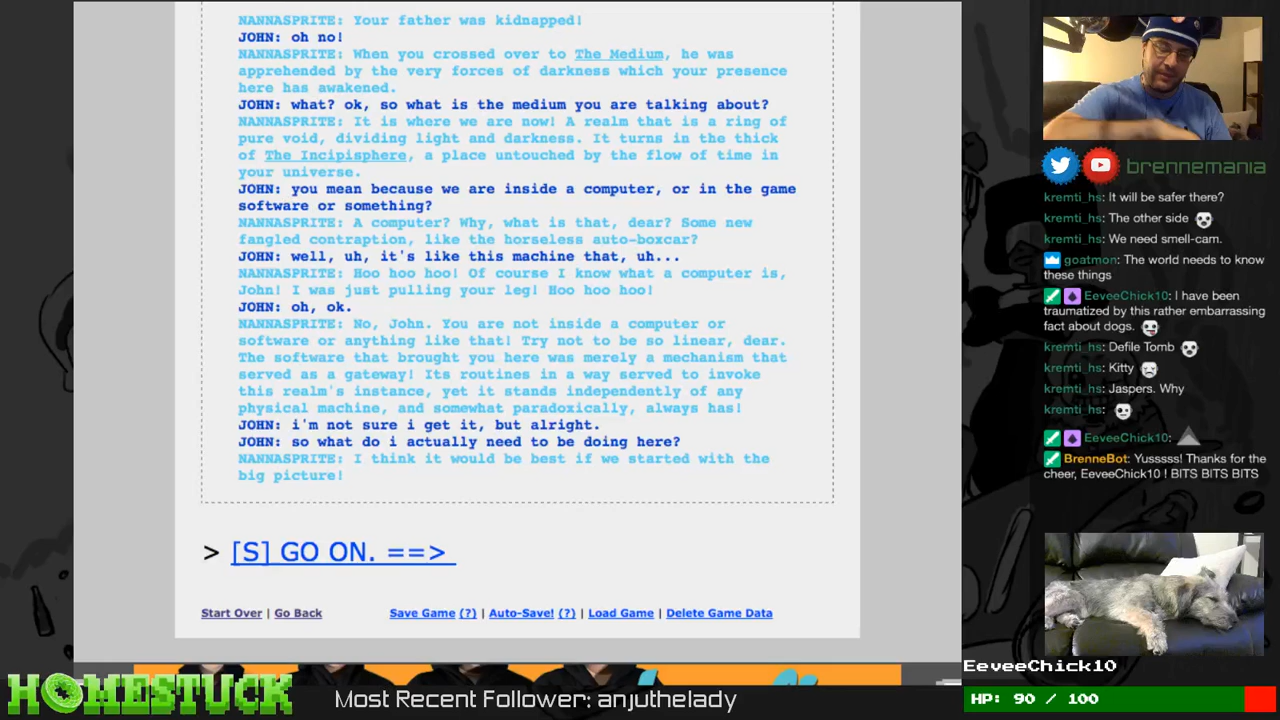 NANNASPRITE: Your father was kidnapped!
JOHN: oh no!
NANNASPRITE: When you crossed over to The Medium, he was
apprehended by the very forces of darkness which your presence
here has awakened.
JOHN: what? ok, so what is the medium you are talking about?
NANNASPRITE: It is where we are now! A realm that is a ring of
pure void, dividing light and darkness. It turns in the thick
of The Incipisphere, a place untouched by the flow of time in
your universe.
JOHN: you mean because we are inside a computer, or in the game
software or something?
NANNASPRITE: A computer? Why, what is that, dear? Some new
fangled contraption, like the horseless auto-boxcar?
JOHN: well, uh, it's like this machine that, uh...
NANNASPRITE: Hoo hoo hoo! Of course I know what a computer is,
John! I was just pulling your leg! Hoo hoo hoo!
JOHN: oh, ok.
NANNASPRITE: No, John. You are not inside a computer or
software or anything like that! Try not to be so linear, dear.
The software that brought you here was merely a mechanism that
served as a gateway! Its routines in a way served to invoke
this realm's instance, yet it stands independently of any
physical machine, and somewhat paradoxically, always has!
JOHN: i'm not sure i get it, but alright.
JOHN: so what do i actually need to be doing here?
NANNASPRITE: I think it would be best if we started with the
big picture!
> [S] GO ON. ==>
Start Over | Go Back Save Game (?) | Auto-Save! (?) | Load Game | Delete Game Data
brennemania
kremti_hs: It will be safer there?
kremti_hs: The other side
kremti_hs: We need smell-cam.
goatmon: The world needs to know
these things
EeveeChick10: I have been
traumatized by this rather embarrassing
fact about dogs.
kremti_hs: Defile Tomb
kremti_hs: Kitty
kremti_hs: Jaspers. Why
kremti_hs:
EeveeChick10:
BrenneBot: Yusssss! Thanks for the
cheer, EeveeChick10 ! BITS BITS BITS
EeveeChick10
HP: 90 / 100
HOMESTUCK
Most Recent Follower: anjuthelady